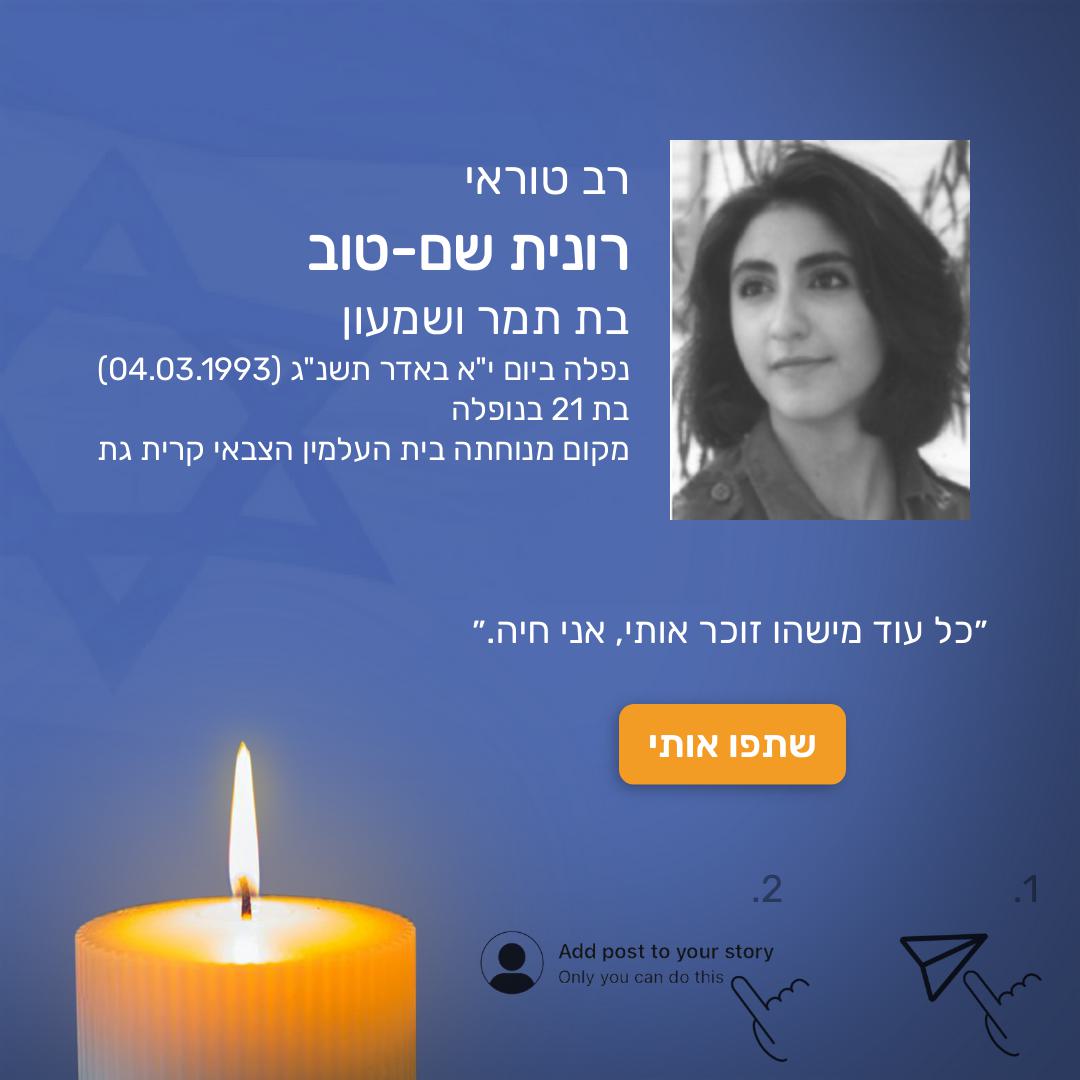 רב טוראי
רונית שם-טוב
בת תמר ושמעון
נפלה ביום י"א באדר תשנ"ג (04.03.1993)
בת 21 בנופלה
מקום מנוחתה בית העלמין הצבאי קרית גת
״כל עוד מישהו זוכר אותי, אני חיה.״
שתפו אותי
.1
.2
Add post to your story
Only you can do this